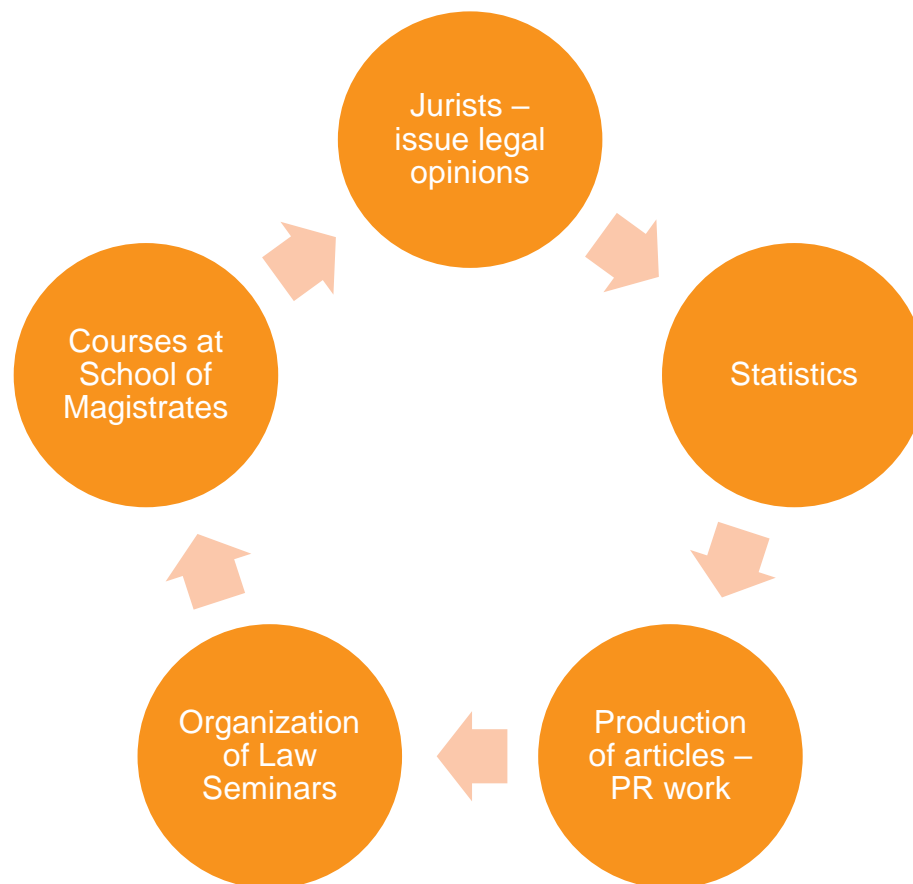 Jurists –
issue legal
opinions
Statistics
Production
of articles –
PR work
Organization
of Law
Seminars
Courses at
School of
Magistrates